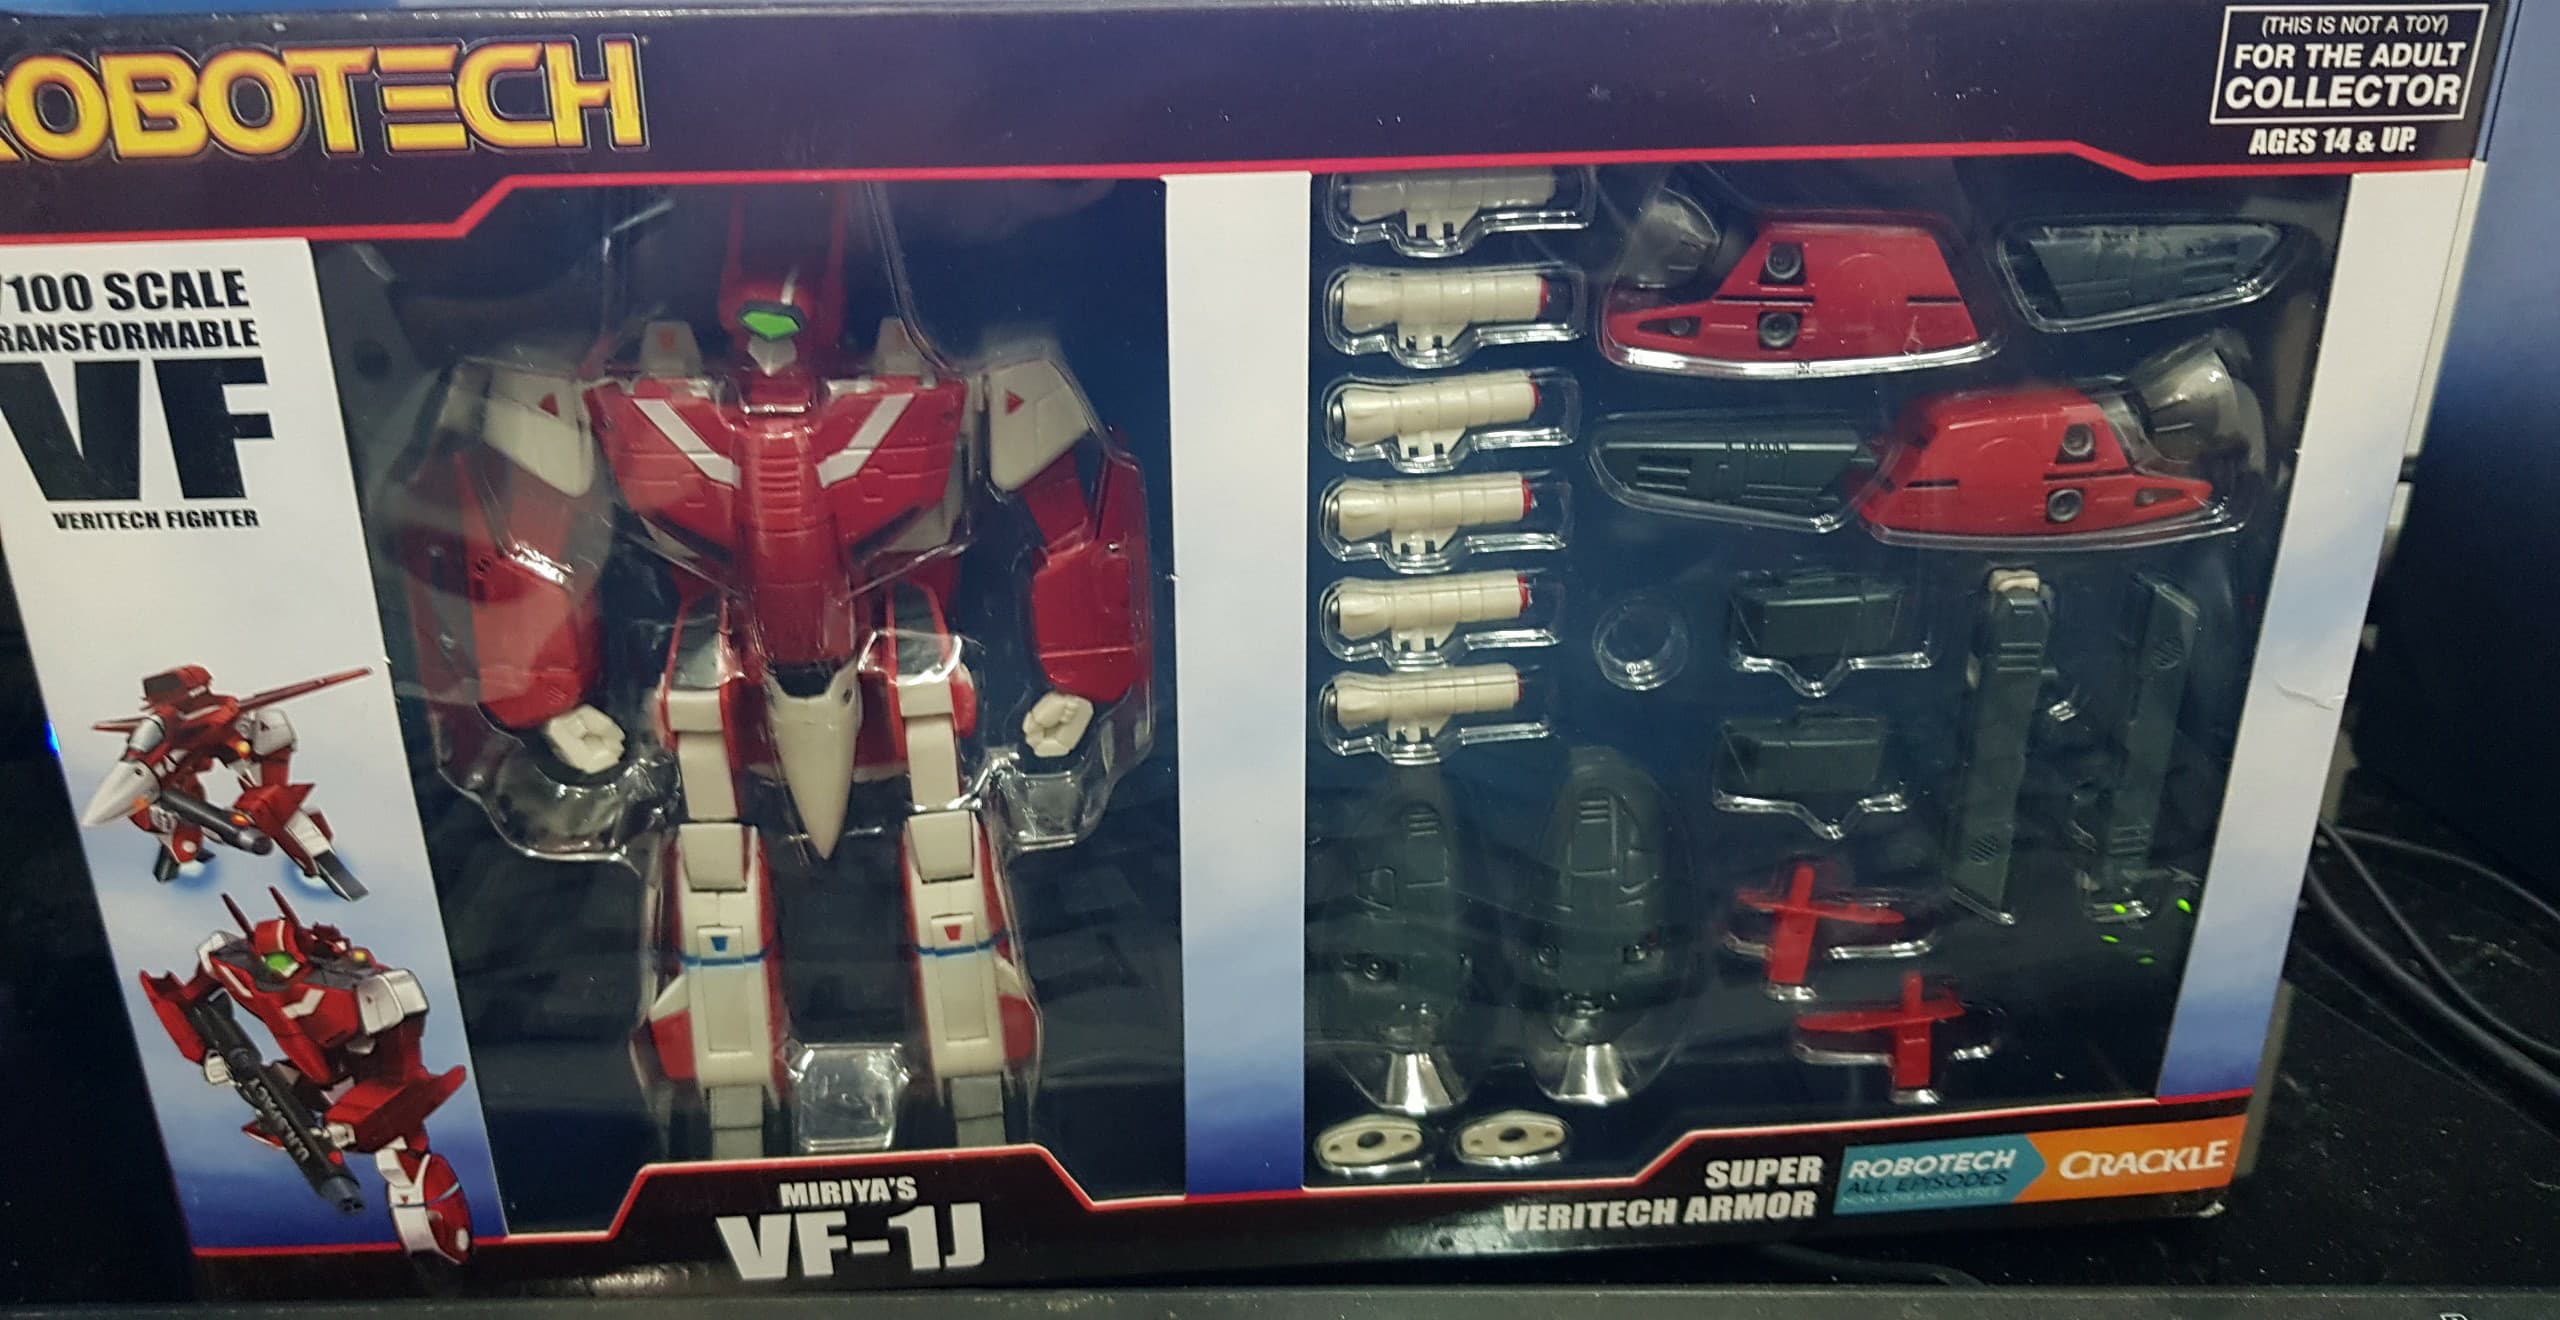 ROBOTECH
(THIS IS NOT A TOY)
FOR THE ADULT
COLLECTOR
AGES 14 & UP.
/100 SCALE
RANSFORMABLE
VF
VERITECH FIGHTER
MIRIYA'S
VF-1J
SUPER
VERITECH ARMOR
ROBOTECH
ALL EPISODES
CRACKLE